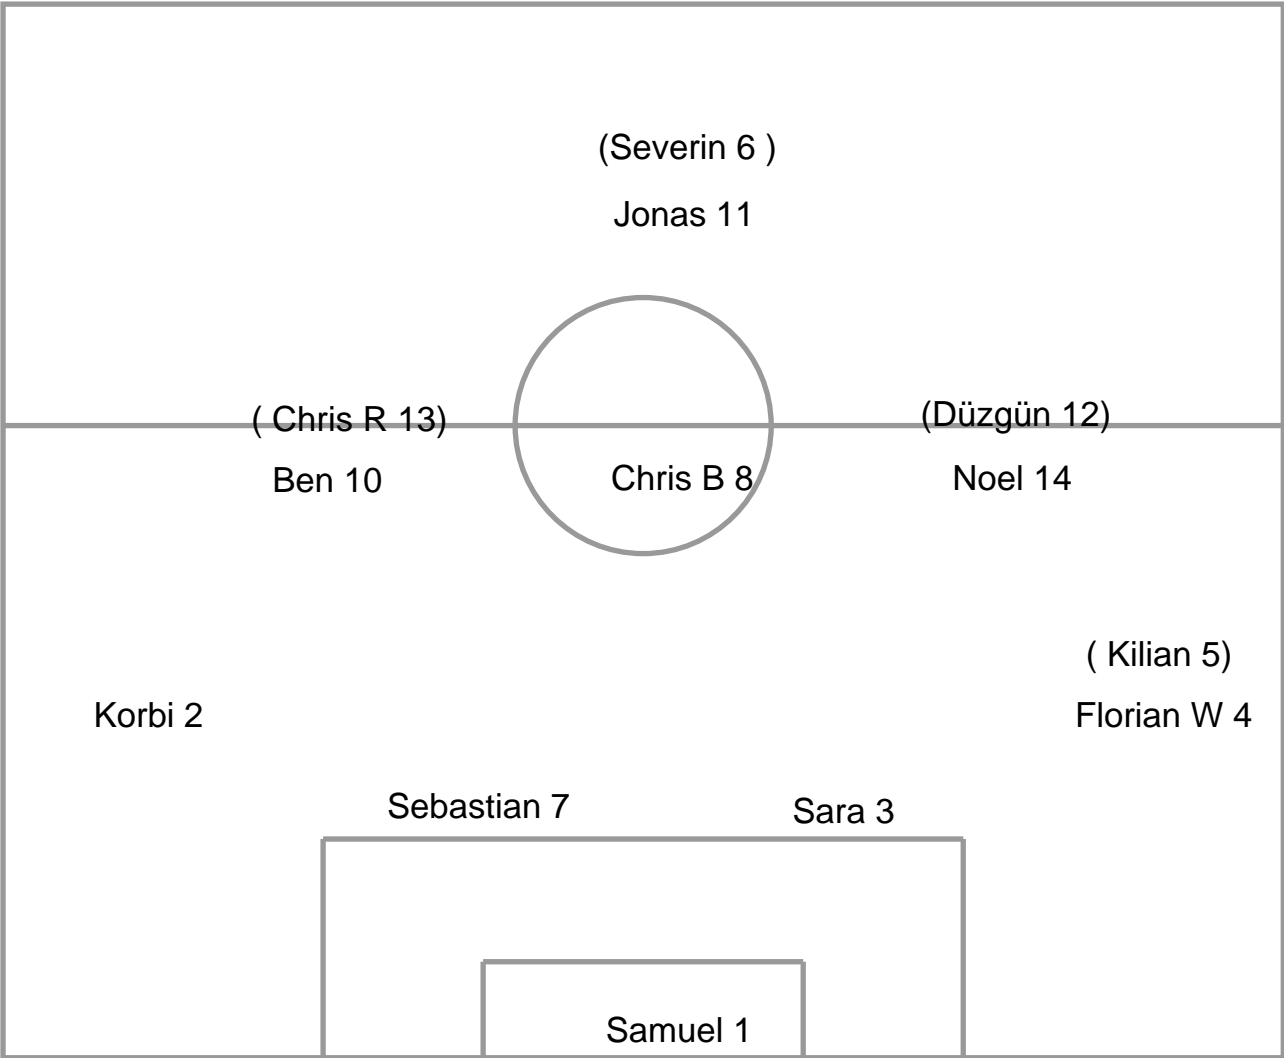 (Severin 6 )
Jonas 11
( Chris R 13)
(Düzgün 12)
Ben 10
Chris B 8
Noel 14
( Kilian 5)
Korbi 2
Florian W 4
Sebastian 7
Sara 3
Samuel 1